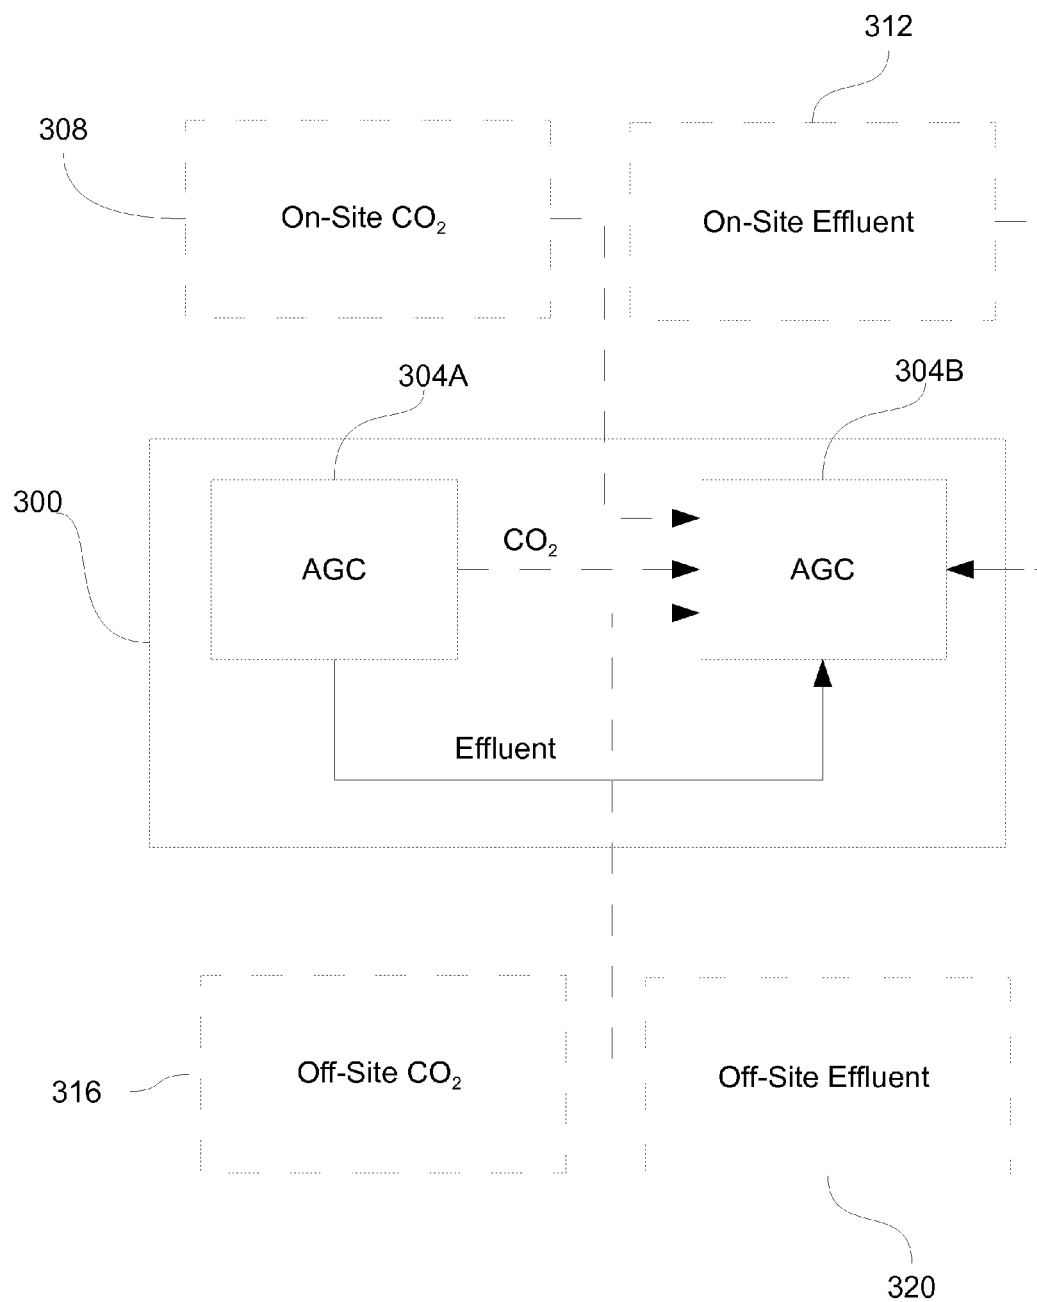 312
308
On-Site CO₂
On-Site Effluent
304A
304B
300
CO₂
AGC
AGC
Effluent
Off-Site CO₂
Off-Site Effluent
316
320